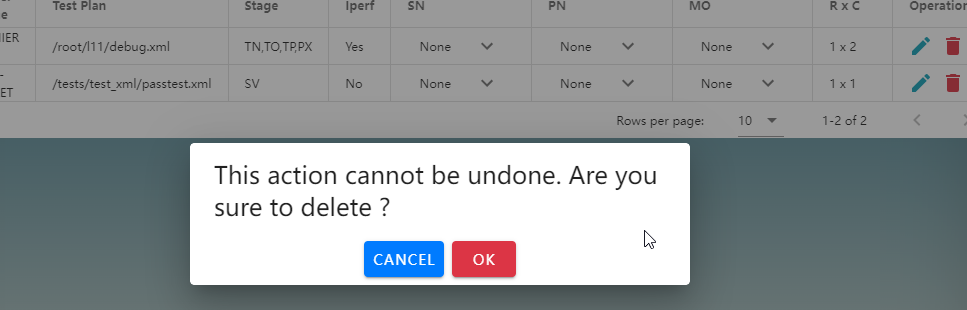 e Test Plan Stage Iperf SN PN MO R x C Operation
/root/l11/debug.xml TN,TO,TP,PX Yes None None None 1 x 2
ET /tests/test_xml/passtest.xml SV No None None None 1 x 1
Rows per page: 10 1-2 of 2
This action cannot be undone. Are you
sure to delete ?
CANCEL OK